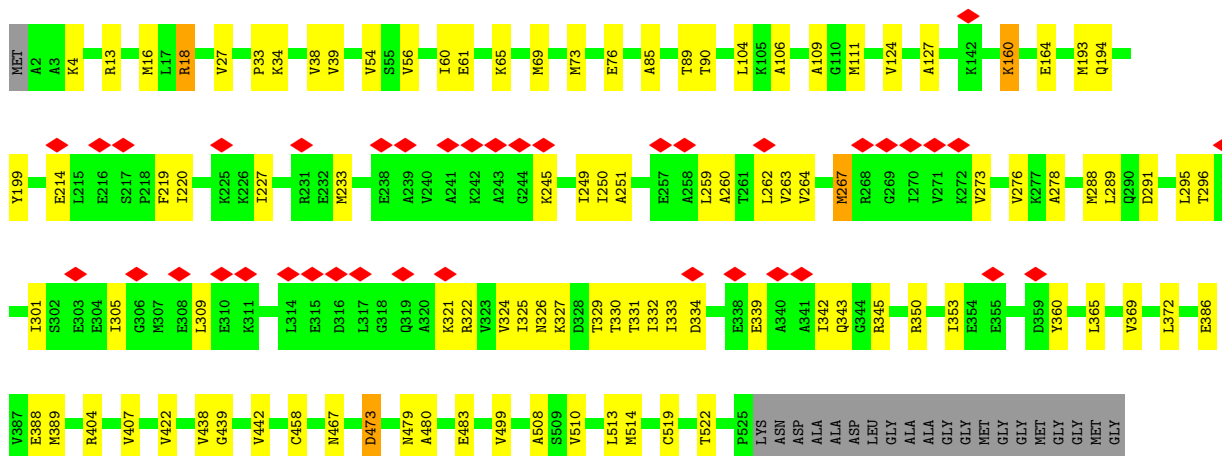 MET A2 A3 K4 R13 M16 L17 R18 V27 P33 K34 V38 V39 V54 S55 V56 I60 E61 K65 M69 M73 E76 A85 T89 T90 L104 K105 A106 A109 G110 M111 V124 A127 K142 K160 E164 M193 Q194
Y199 E214 L215 E216 S217 P218 F219 I220 K225 K226 I227 R231 E232 M233 E238 A239 V240 A241 K242 A243 G244 K245 I249 I250 A251 E257 A258 L259 A260 T261 L262 V263 V264 M267 R268 G269 I270 V271 K272 V273 V276 K277 A278 M288 L289 Q290 D291 L295 T296
I301 S302 E303 E304 I305 G306 M307 E308 L309 E310 K311 L314 E315 D316 L317 G318 Q319 A320 K321 R322 V323 V324 I325 N326 K327 D328 T329 T330 T331 I332 I333 D334 E338 E339 A340 A341 I342 Q343 G344 R345 R350 I353 E354 E355 D359 Y360 L365 V369 L372 E386
V387 E388 M389 R404 V407 V422 V438 G439 V442 C458 N467 D473 N479 A480 E483 V499 A508 S509 V510 L513 M514 C519 T522 P525 LYS ASN ASP ALA ALA ASP LEU GLY ALA ALA GLY GLY MET GLY GLY MET GLY GLY MET GLY